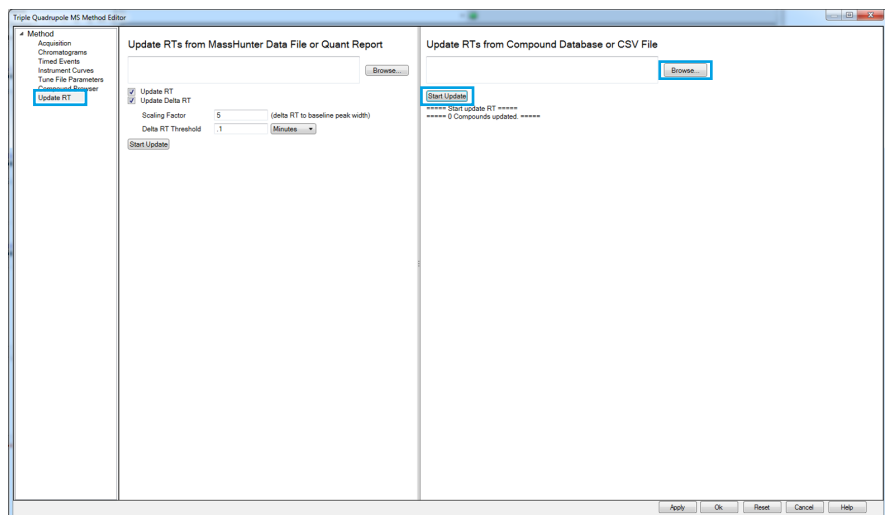 Triple Quadrupole MS Method Editor
Method
Acquisition
Chromatograms
Timed Events
Instrument Curves
Tune File Parameters
Compound Browser
Update RT
Update RTs from MassHunter Data File or Quant Report
Browse...
Update RT
Update Delta RT
Scaling Factor 5 (delta RT to baseline peak width)
Delta RT Threshold .1 Minutes
Start Update
Update RTs from Compound Database or CSV File
Browse...
Start Update
===== Start update RT =====
===== 0 Compounds updated. =====
Apply Ok Reset Cancel Help